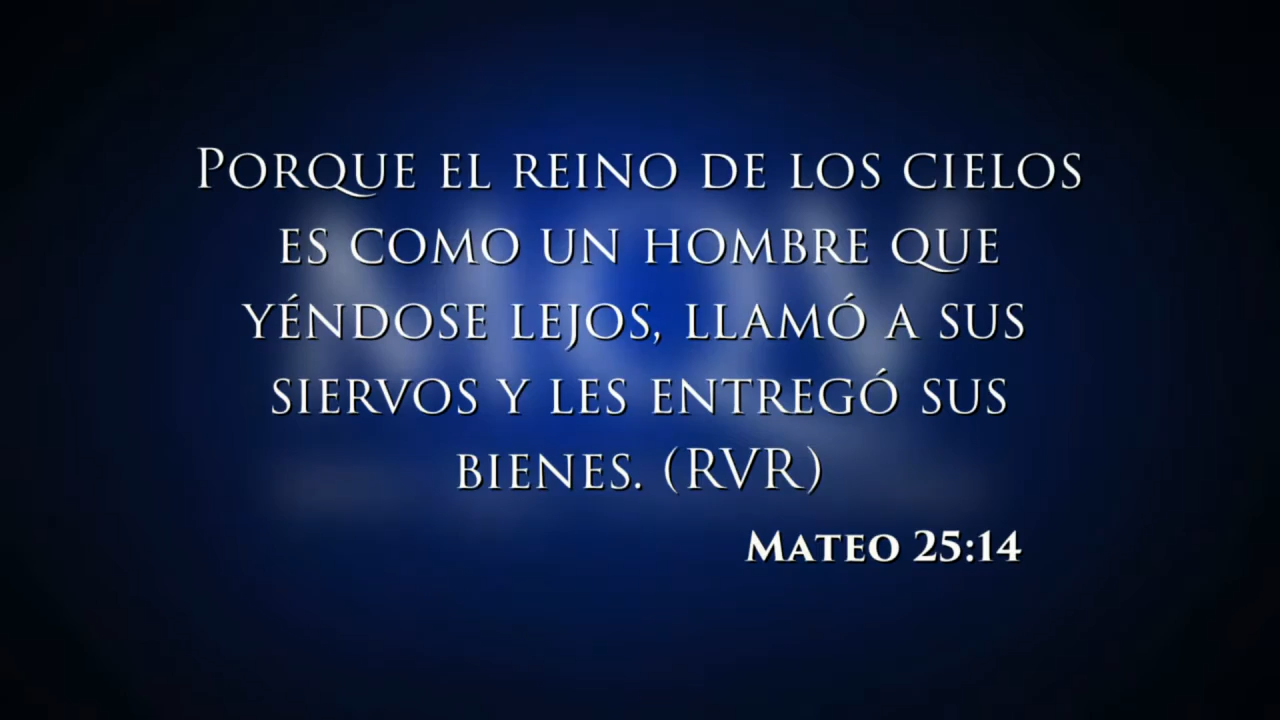 Porque el reino de los cielos
es como un hombre que
yéndose lejos, llamó a sus
siervos y les entregó sus
bienes. (RVR)
Mateo 25:14